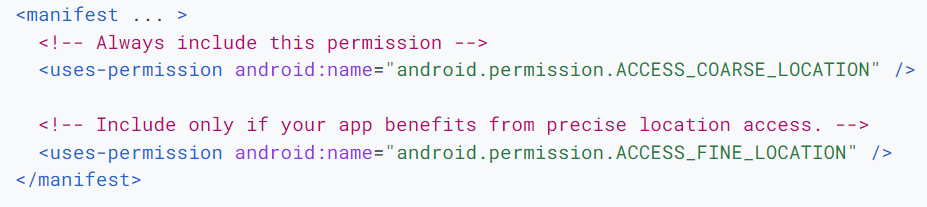 <manifest ... >
  <!-- Always include this permission -->
  <uses-permission android:name="android.permission.ACCESS_COARSE_LOCATION" />

  <!-- Include only if your app benefits from precise location access. -->
  <uses-permission android:name="android.permission.ACCESS_FINE_LOCATION" />
</manifest>